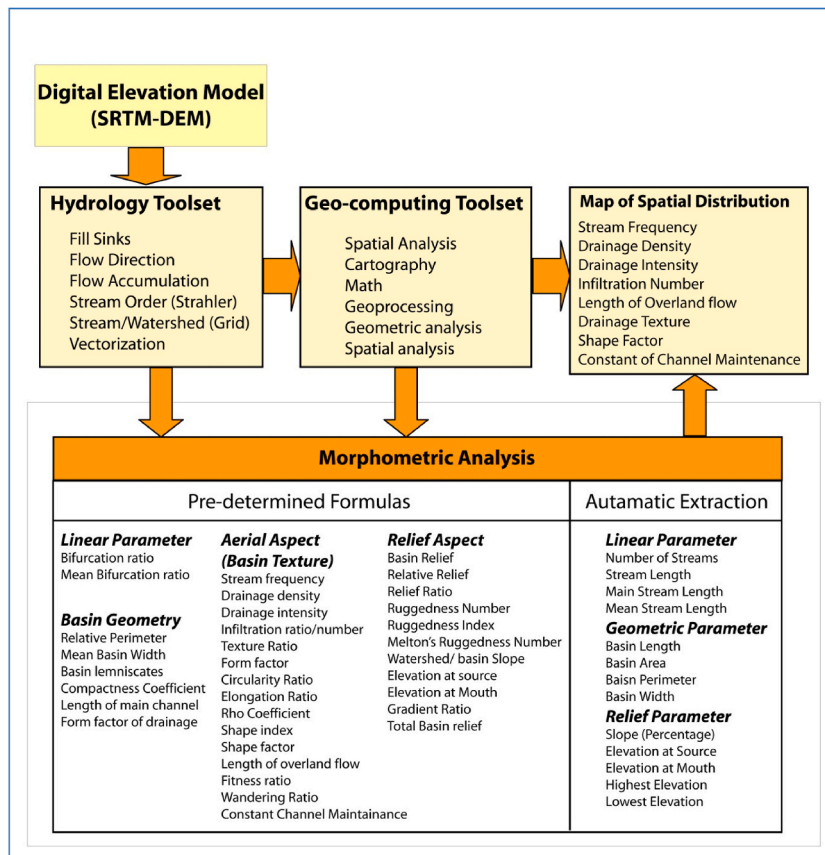 Digital Elevation Model
(SRTM-DEM)
Hydrology Toolset
Fill Sinks
Flow Direction
Flow Accumulation
Stream Order (Strahler)
Stream/Watershed (Grid)
Vectorization
Geo-computing Toolset
Spatial Analysis
Cartography
Math
Geoprocessing
Geometric analysis
Spatial analysis
Map of Spatial Distribution
Stream Frequency
Drainage Density
Drainage Intensity
Infiltration Number
Length of Overland flow
Drainage Texture
Shape Factor
Constant of Channel Maintenance
Morphometric Analysis
Pre-determined Formulas
Linear Parameter
Bifurcation ratio
Mean Bifurcation ratio
Basin Geometry
Relative Perimeter
Mean Basin Width
Basin lemniscates
Compactness Coefficient
Length of main channel
Form factor of drainage
Aerial Aspect
(Basin Texture)
Stream frequency
Drainage density
Drainage intensity
Infiltration ratio/number
Texture Ratio
Form factor
Circularity Ratio
Elongation Ratio
Rho Coefficient
Shape index
Shape factor
Length of overland flow
Fitness ratio
Wandering Ratio
Constant Channel Maintainance
Relief Aspect
Basin Relief
Relative Relief
Relief Ratio
Ruggedness Number
Ruggedness Index
Melton's Ruggedness Number
Watershed/ basin Slope
Elevation at source
Elevation at Mouth
Gradient Ratio
Total Basin relief
Autamatic Extraction
Linear Parameter
Number of Streams
Stream Length
Main Stream Length
Mean Stream Length
Geometric Parameter
Basin Length
Basin Area
Baisn Perimeter
Basin Width
Relief Parameter
Slope (Percentage)
Elevation at Source
Elevation at Mouth
Highest Elevation
Lowest Elevation